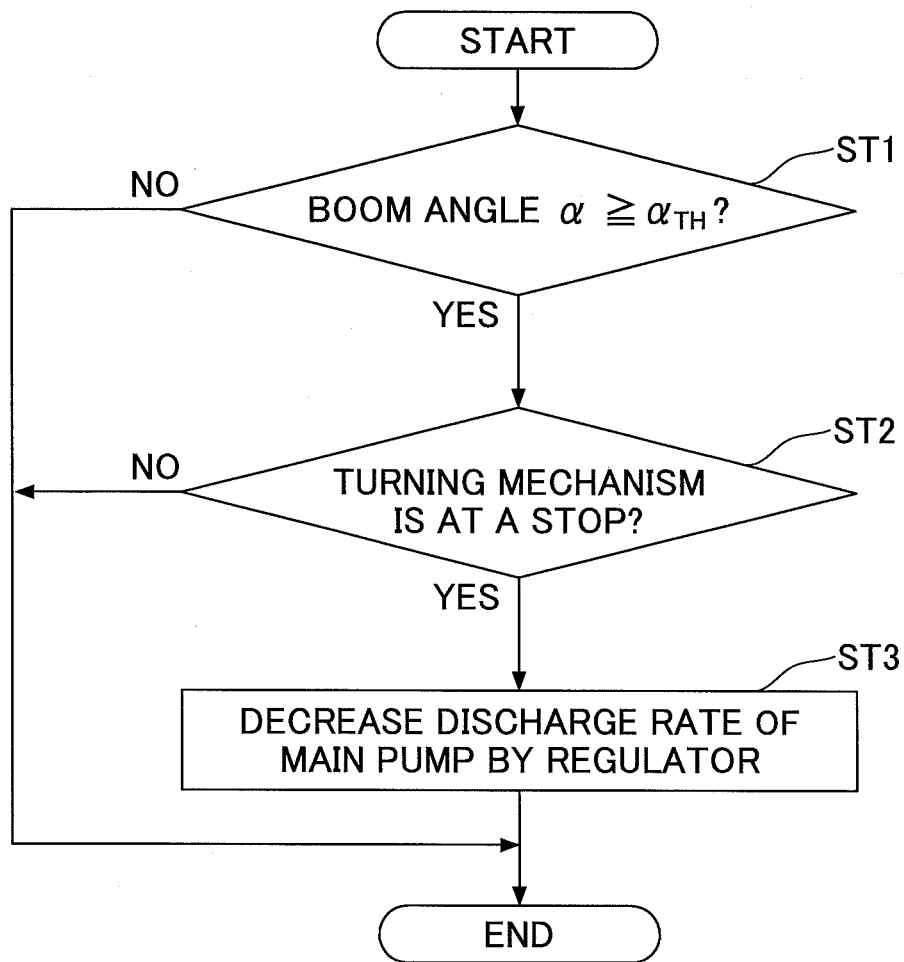 START
ST1
NO
BOOM ANGLE α ≧ αTH?
YES
ST2
NO
TURNING MECHANISM
IS AT A STOP?
YES
ST3
DECREASE DISCHARGE RATE OF
MAIN PUMP BY REGULATOR
END